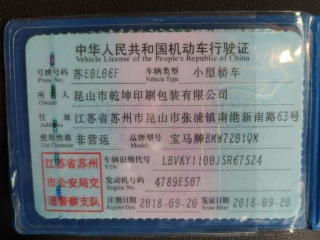 中华人民共和国机动车行驶证
Vehicle License of the People's Republic of China
号牌号码 苏E0L06F 车辆类型 小型轿车
Plate No. Vehicle Type
所有人 昆山市乾坤印刷包装有限公司
Owner
住址 江苏省苏州市昆山市张浦镇南港新南路63号
Address
使用性质 非营运 品牌型号 宝马牌BMW7201QM
Use Character Model
江苏省苏州市公安局交通警察支队
车辆识别代号 LBVKY1100JSR67524
VIN
发动机号码 4789E507
Engine No.
注册日期 2018-09-20 发证日期 2018-09-20
Register Date Issue Date